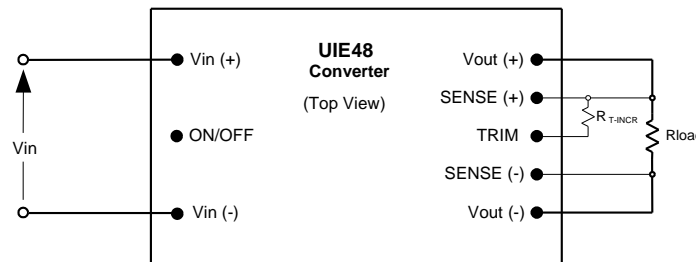 UIE48
Converter
(Top View)
Vin (+)
ON/OFF
Vin (-)
Vin
Vout (+)
SENSE (+)
TRIM
SENSE (-)
Vout (-)
R T-INCR
Rload